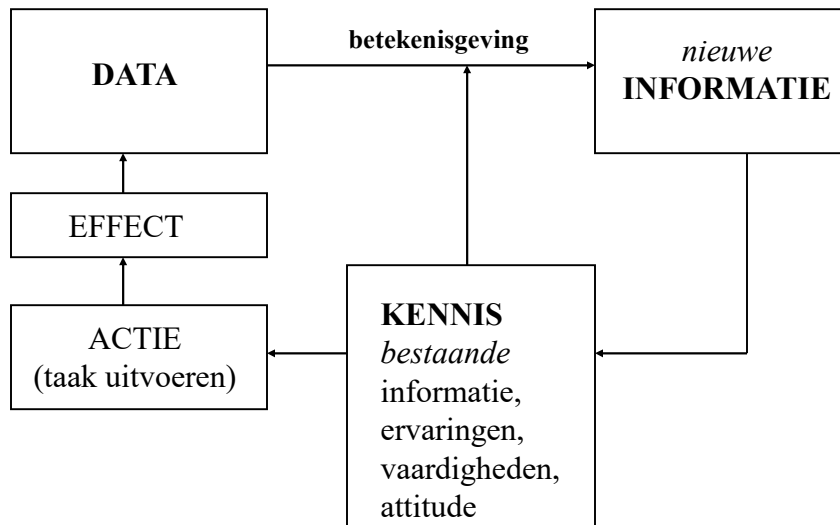 DATA
betekenisgeving
nieuwe
INFORMATIE
EFFECT
ACTIE
(taak uitvoeren)
KENNIS
bestaande
informatie,
ervaringen,
vaardigheden,
attitude